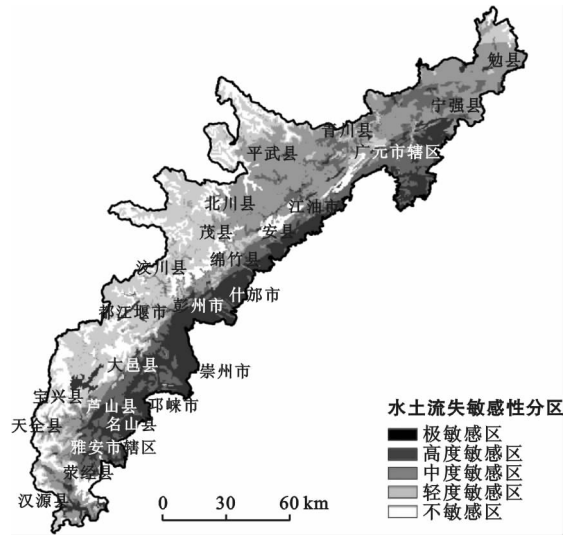 勉县
宁强县
青川县
广元市辖区
平武县
北川县
江油市
茂县
安县
绵竹县
汶川县
什邡市
彭州市
都江堰市
大邑县
崇州市
宝兴县
芦山县
邛崃市
天全县
名山县
雅安市辖区
荥经县
汉源县
水土流失敏感性分区
极敏感区
高度敏感区
中度敏感区
轻度敏感区
不敏感区
0 30 60 km